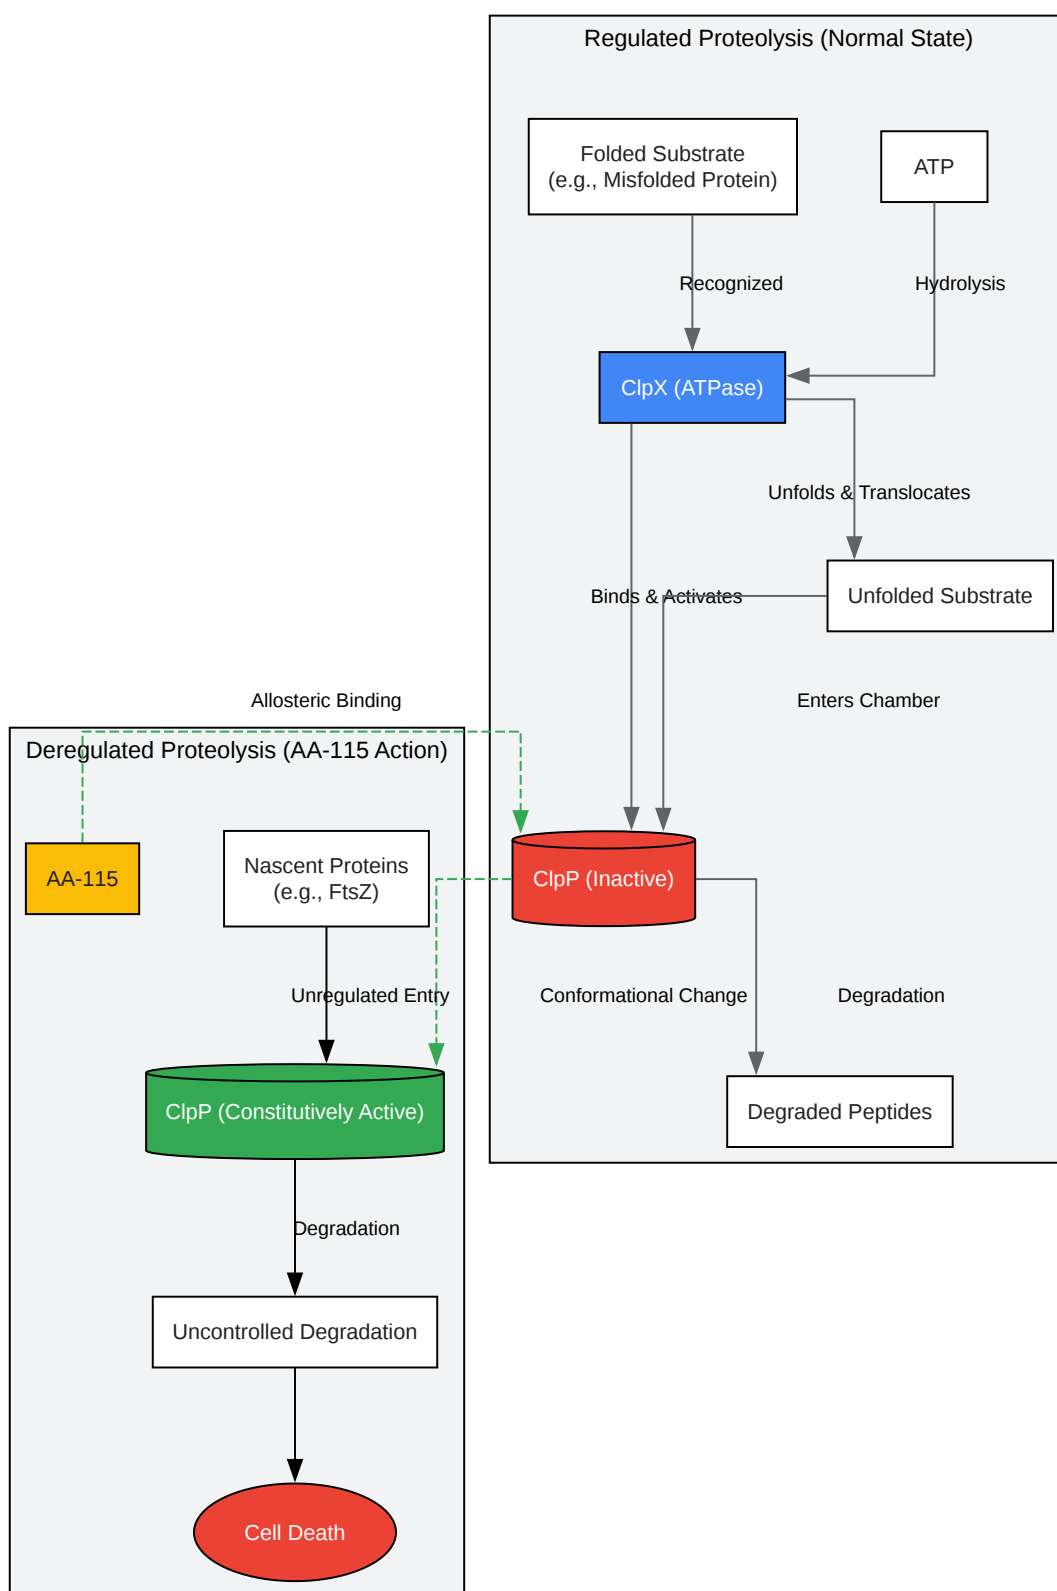 Regulated Proteolysis (Normal State)
Folded Substrate
(e.g., Misfolded Protein)
ATP
Recognized
Hydrolysis
ClpX (ATPase)
Unfolds & Translocates
Binds & Activates
Unfolded Substrate
Allosteric Binding
Enters Chamber
Deregulated Proteolysis (AA-115 Action)
AA-115
Nascent Proteins
(e.g., FtsZ)
ClpP (Inactive)
Unregulated Entry
Conformational Change
Degradation
ClpP (Constitutively Active)
Degraded Peptides
Degradation
Uncontrolled Degradation
Cell Death